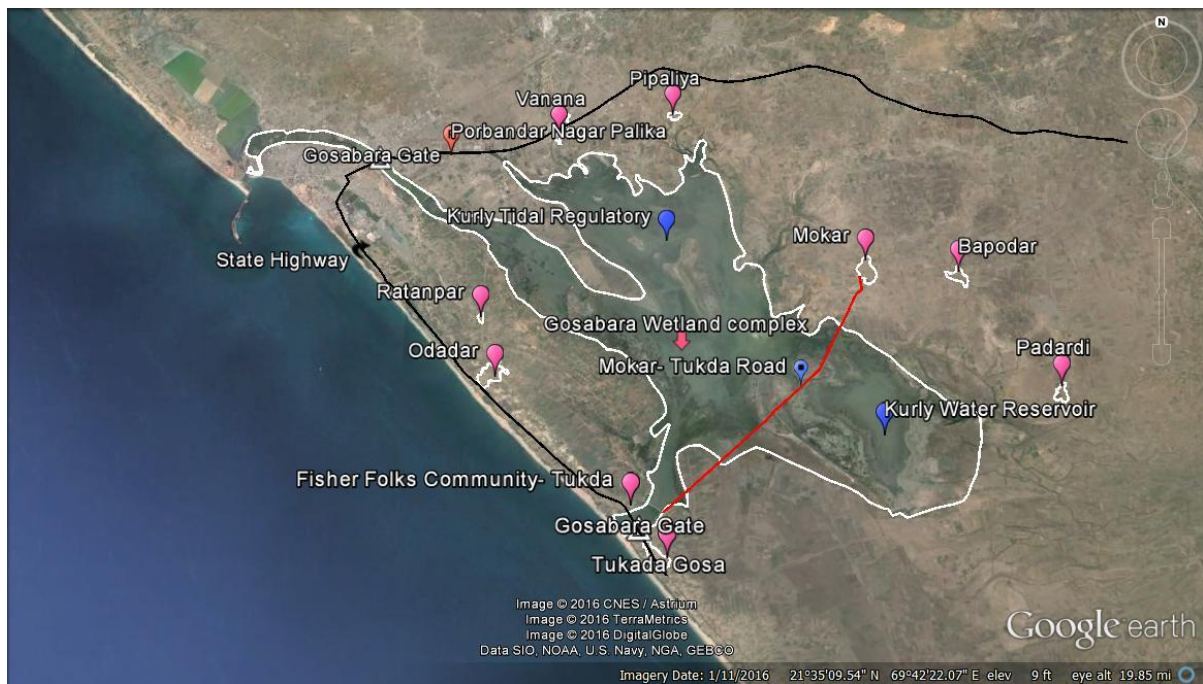 N
Pipaliya
Vanana
Porbandar Nagar Palika
Gosabara Gate
Kurly Tidal Regulatory
Mokar
Bapodar
State Highway
Ratanpar
Gosabara Wetland complex
Odadar
Mokar- Tukda Road
Padardi
Kurly Water Reservoir
Fisher Folks Community- Tukda
Gosabara Gate
Tukada Gosa
Image © 2016 CNES / Astrium
Image © 2016 TerraMetrics
Image © 2016 DigitalGlobe
Data SIO, NOAA, U.S. Navy, NGA, GEBCO
Google earth
Imagery Date: 1/11/2016 21°35'09.54" N 69°42'22.07" E elev 9 ft eye alt 19.85 mi